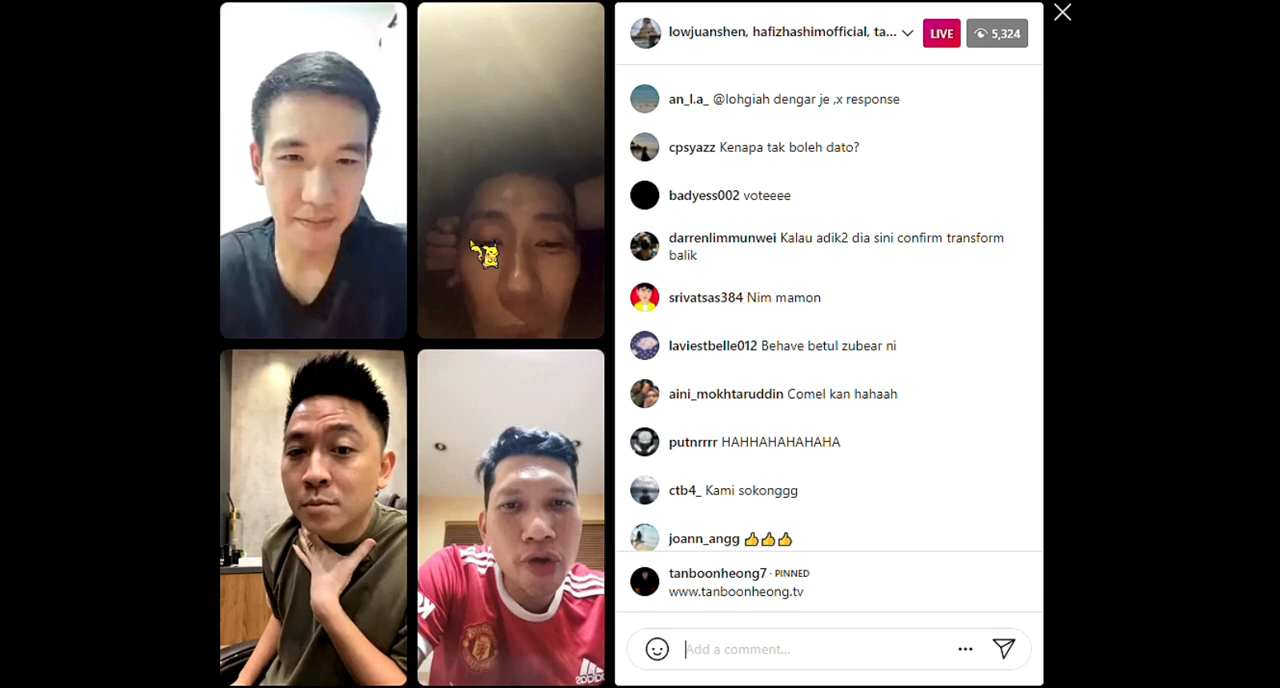 lowjuanshen, hafizhashimofficial, ta...
LIVE
5,324
an_l.a_ @lohgiah dengar je ,x response
cpsyazz Kenapa tak boleh dato?
badyess002 voteeee
darrenlimmunwei Kalau adik2 dia sini confirm transform
balik
srivatsas384 Nim mamon
laviestbelle012 Behave betul zubear ni
aini_mokhtaruddin Comel kan hahaah
putnrrrr HAHHAHAHAHAHA
ctb4_ Kami sokonggg
joann_angg 👍👍👍
tanboonheong7 · PINNED
www.tanboonheong.tv
Add a comment...